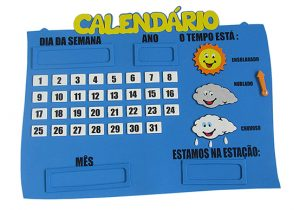 CALENDÁRIO
DIA DA SEMANA ANO O TEMPO ESTÁ:
ENSOLARADO
1 2 3 4 5 6 7 8
9 10 11 12 13 14 15 16
NUBLADO
17 18 19 20 21 22 23 24
25 26 27 28 29 30 31
CHUVOSO
MÊS ESTAMOS NA ESTAÇÃO: